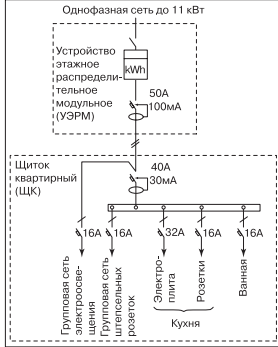 Однофазная сеть до 11 кВт
Устройство
этажное
распредели-
тельное
модульное
(УЭРМ)
kWh
50А
100мА
Щиток
квартирный
(ЩК)
40А
30мА
16А
16А
32А
16А
16А
Групповая сеть
электроосве-
щения
Групповая сеть
штепсельных
розеток
Электро-
плита
Розетки
Ванная
Кухня